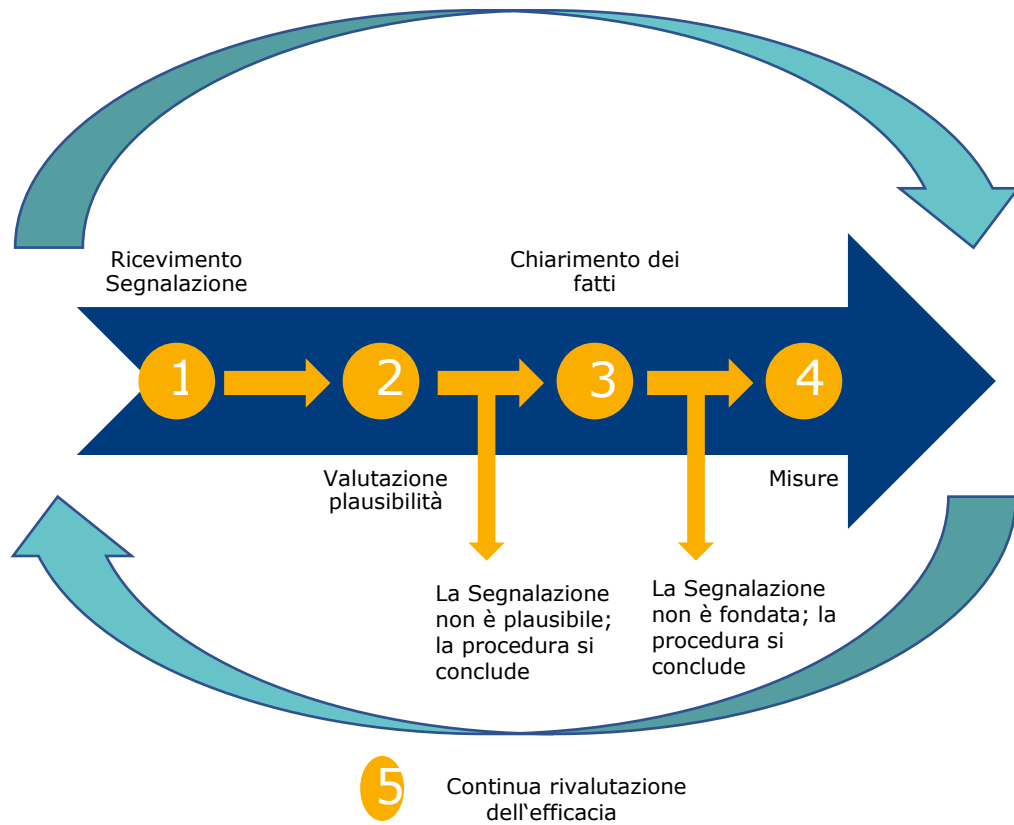 Ricevimento
Segnalazione
Chiarimento dei
fatti
1
2
3
4
Valutazione
plausibilità
Misure
La Segnalazione
non è plausibile;
la procedura si
conclude
La Segnalazione
non è fondata; la
procedura si
conclude
5
Continua rivalutazione
dell‘efficacia